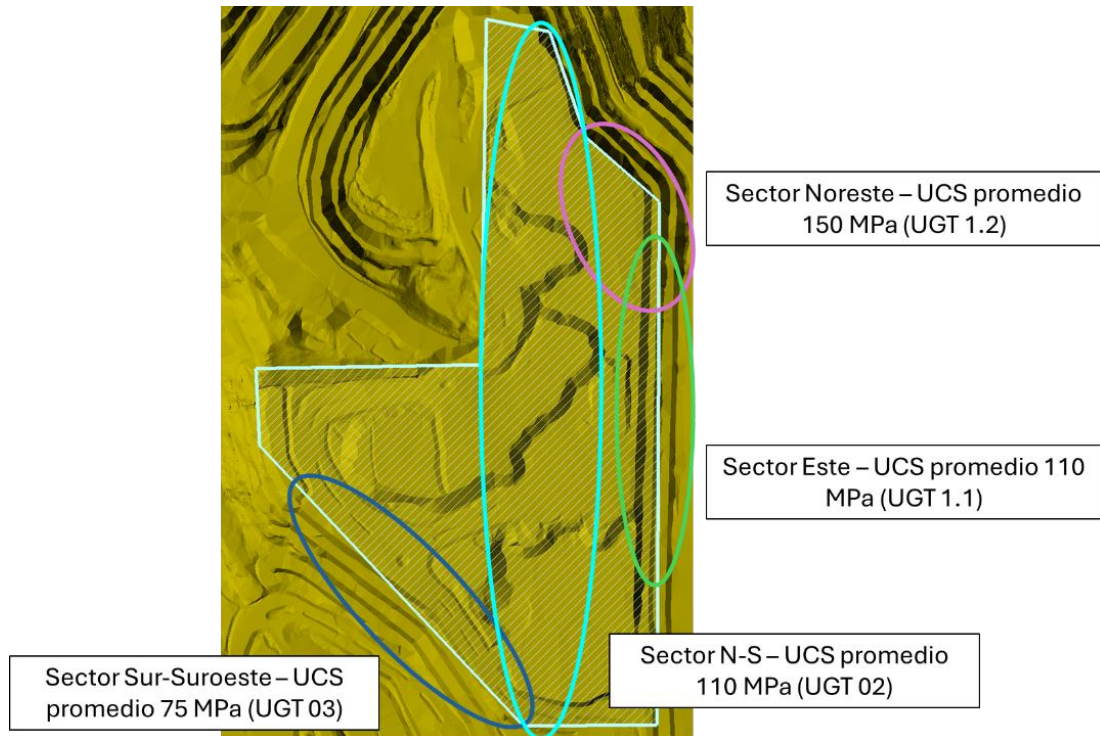 Sector Noreste – UCS promedio
150 MPa (UGT 1.2)
Sector Este – UCS promedio 110
MPa (UGT 1.1)
Sector N-S – UCS promedio
110 MPa (UGT 02)
Sector Sur-Suroeste – UCS
promedio 75 MPa (UGT 03)